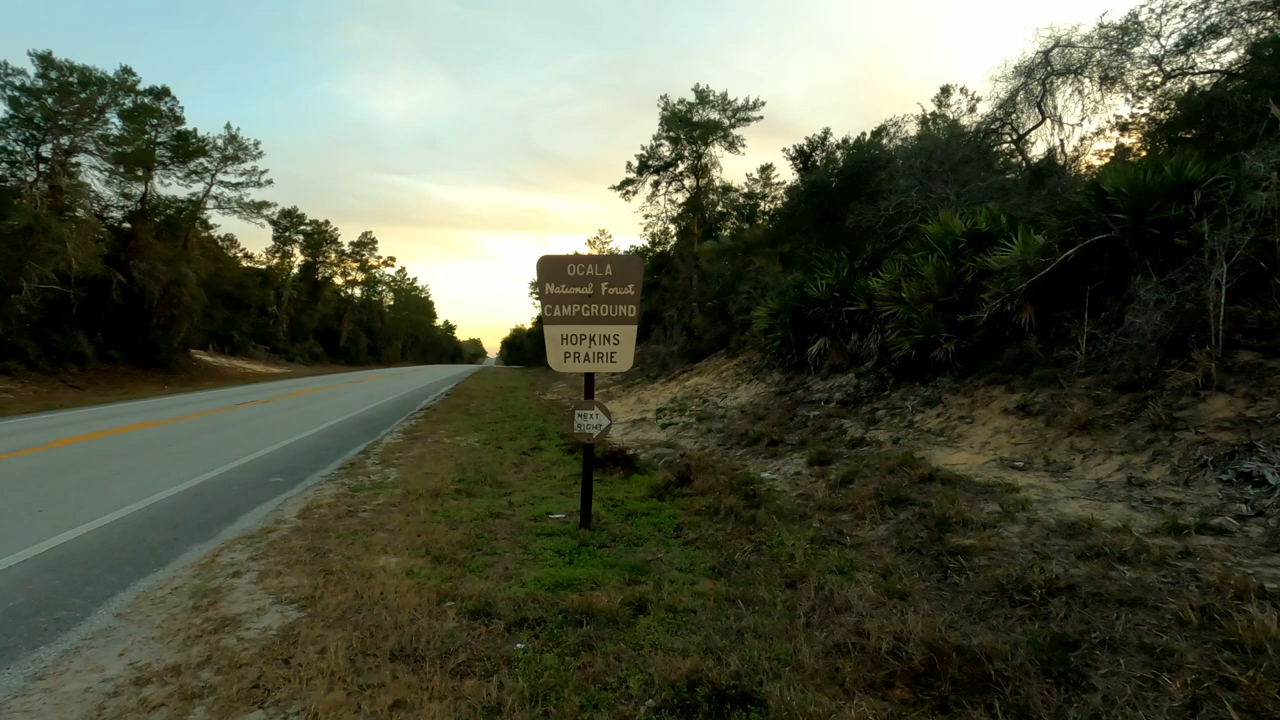 OCALA
National Forest
CAMPGROUND
HOPKINS
PRAIRIE
NEXT
RIGHT